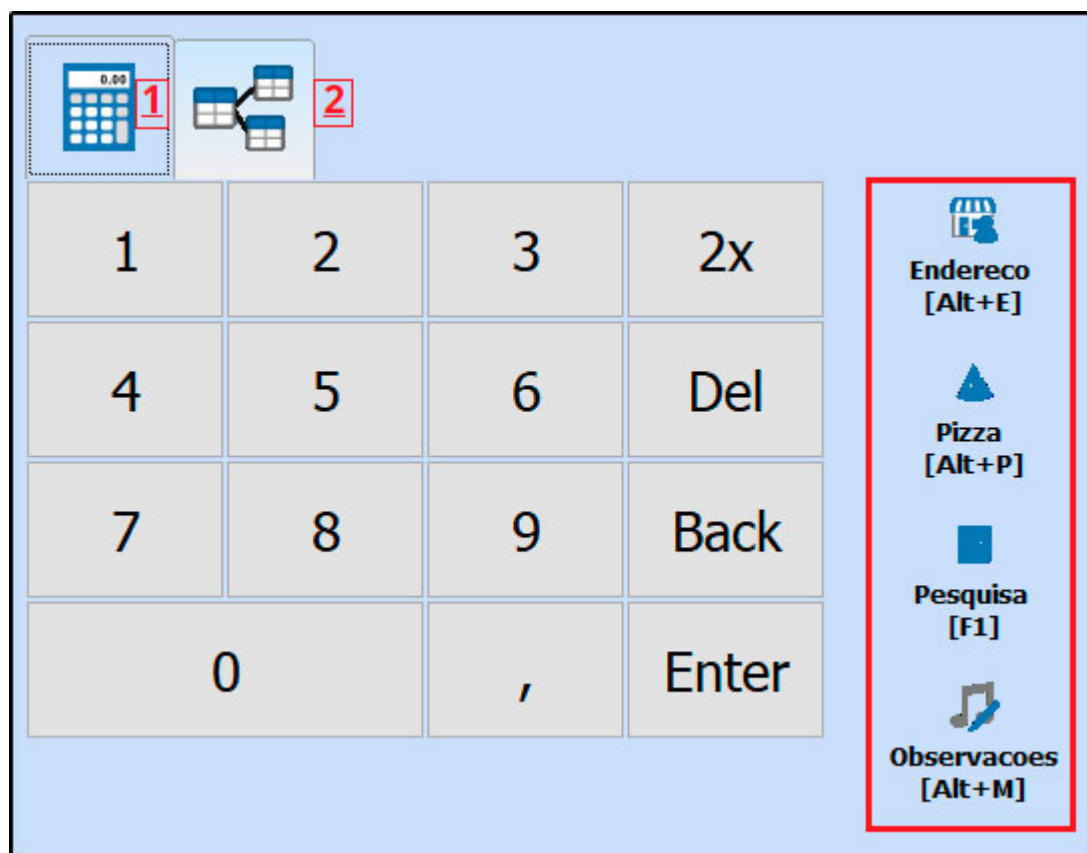 0.00
1
2
1 2 3 2x
4 5 6 Del
7 8 9 Back
0 , Enter
Endereco
[Alt+E]
Pizza
[Alt+P]
Pesquisa
[F1]
Observacoes
[Alt+M]